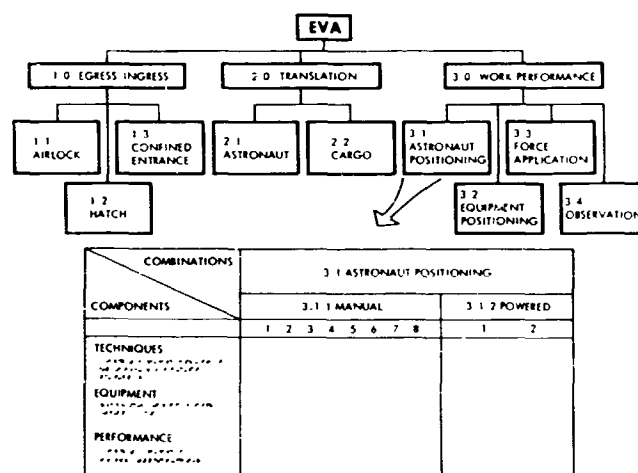 EVA
1.0 EGRESS INGRESS
2.0 TRANSLATION
3.0 WORK PERFORMANCE
1.1
AIRLOCK
1.3
CONFINED
ENTRANCE
2.1
ASTRONAUT
2.2
CARGO
3.1
ASTRONAUT
POSITIONING
3.3
FORCE
APPLICATION
1.2
HATCH
3.2
EQUIPMENT
POSITIONING
3.4
OBSERVATION
COMBINATIONS
3.1 ASTRONAUT POSITIONING
COMPONENTS
3.1.1 MANUAL
3.1.2 POWERED
1 2 3 4 5 6 7 8
1 2
TECHNIQUES
EQUIPMENT
PERFORMANCE